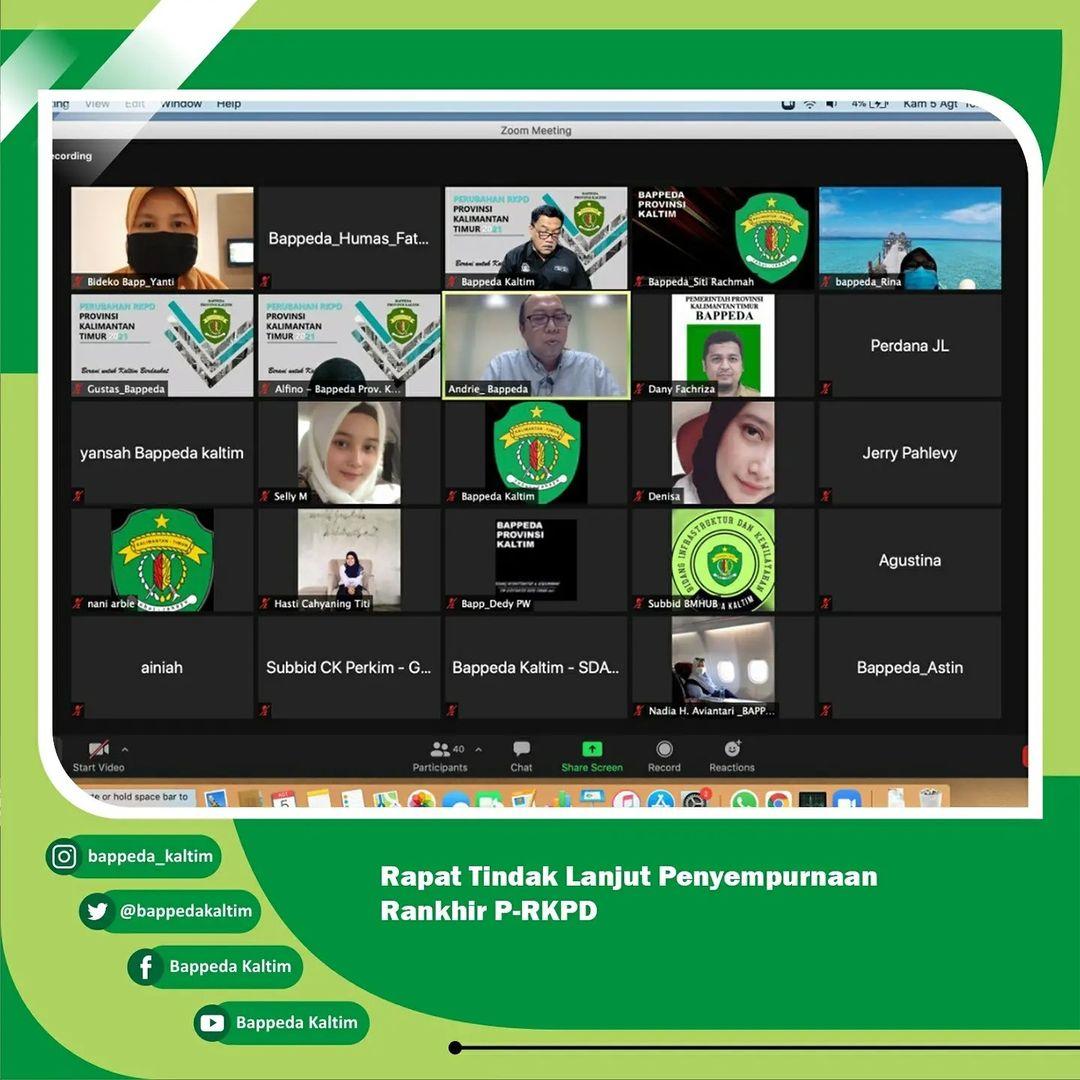 View Edit Window Help
4%
Kam 5 Agt
Zoom Meeting
ecording
Bideko Bapp_Yanti
Bappeda_Humas_Fat...
PERUBAHAN RKPD
PROVINSI
KALIMANTAN
TIMUR 2021
Bappeda Kaltim
BAPPEDA
PROVINSI
KALTIM
Bappeda_Siti Rachmah
bappeda_Rina
PERUBAHAN RKPD
PROVINSI
KALIMANTAN
TIMUR 2021
Berani untuk Kaltim Berdaulat
Gustas_Bappeda
PERUBAHAN RKPD
PROVINSI
KALIMANTAN
TIMUR 2021
Alfino - Bappeda Prov. K...
Andrie_ Bappeda
PEMERINTAH PROVINSI
KALIMANTAN TIMUR
BAPPEDA
Dany Fachriza
Perdana JL
yansah Bappeda kaltim
Selly M
KALIMANTAN - TIMUR
Bappeda Kaltim
Denisa
Jerry Pahlevy
KALIMANTAN - TIMUR
nani arbie
Hasti Cahyaning Titi
BAPPEDA
PROVINSI
KALTIM
Bapp_Dedy PW
BIDANG INFRASTRUKTUR DAN KEWILAYAHAN
Subbid BMHUB
Agustina
ainiah
Subbid CK Perkim - G...
Bappeda Kaltim - SDA...
Nadia H. Aviantari _BAPP...
Bappeda_Astin
Start Video
40
Participants
Chat
Share Screen
Record
Reactions
or hold space bar to
bappeda_kaltim
@bappedakaltim
Bappeda Kaltim
Bappeda Kaltim
Rapat Tindak Lanjut Penyempurnaan
Rankhir P-RKPD